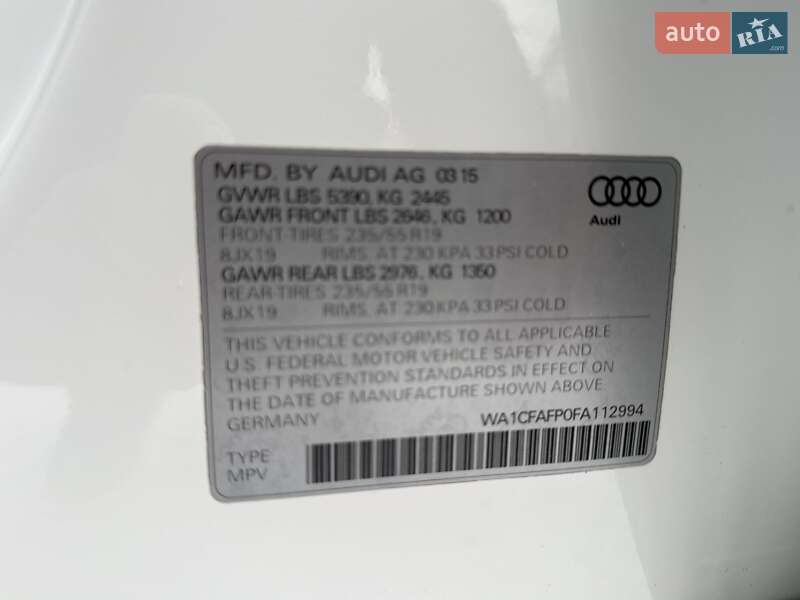 auto RIA
.com
MFD. BY AUDI AG 03 15
GVWR LBS 5390, KG 2445
GAWR FRONT LBS 2646, KG 1200
FRONT-TIRES 235/55 R19
8JX19 RIMS, AT 230 KPA 33 PSI COLD
GAWR REAR LBS 2976, KG 1350
REAR-TIRES 235/55 R19
8JX19 RIMS, AT 230 KPA 33 PSI COLD
Audi
THIS VEHICLE CONFORMS TO ALL APPLICABLE
U.S. FEDERAL MOTOR VEHICLE SAFETY AND
THEFT PREVENTION STANDARDS IN EFFECT ON
THE DATE OF MANUFACTURE SHOWN ABOVE
GERMANY WA1CFAFP0FA112994
TYPE
MPV